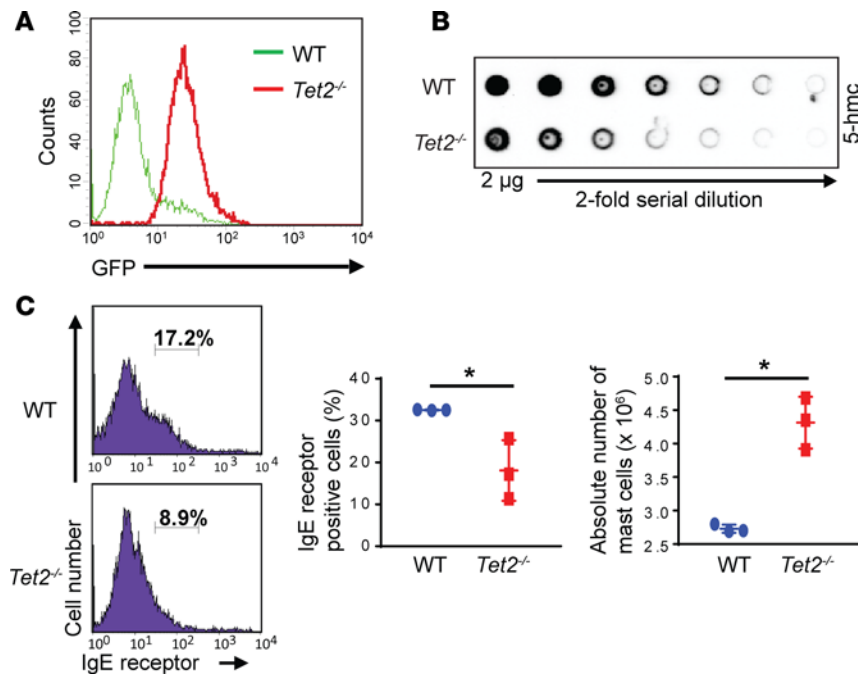 A
100
80
60
40
10
0
Counts
WT
Tet2-/-
10⁰ 10¹ 10² 10³ 10⁴
GFP
B
WT
Tet2-/-
5-hmc
2 µg
2-fold serial dilution
C
17.2%
WT
10⁰ 10¹ 10² 10³ 10⁴
8.9%
Tet2-/-
Cell number
10⁰ 10¹ 10² 10³ 10⁴
IgE receptor
*
40
30
20
10
0
IgE receptor
positive cells (%)
WT Tet2-/-
*
5.0
4.5
4.0
3.5
3.0
2.5
Absolute number of
mast cells (x 10⁶)
WT Tet2-/-